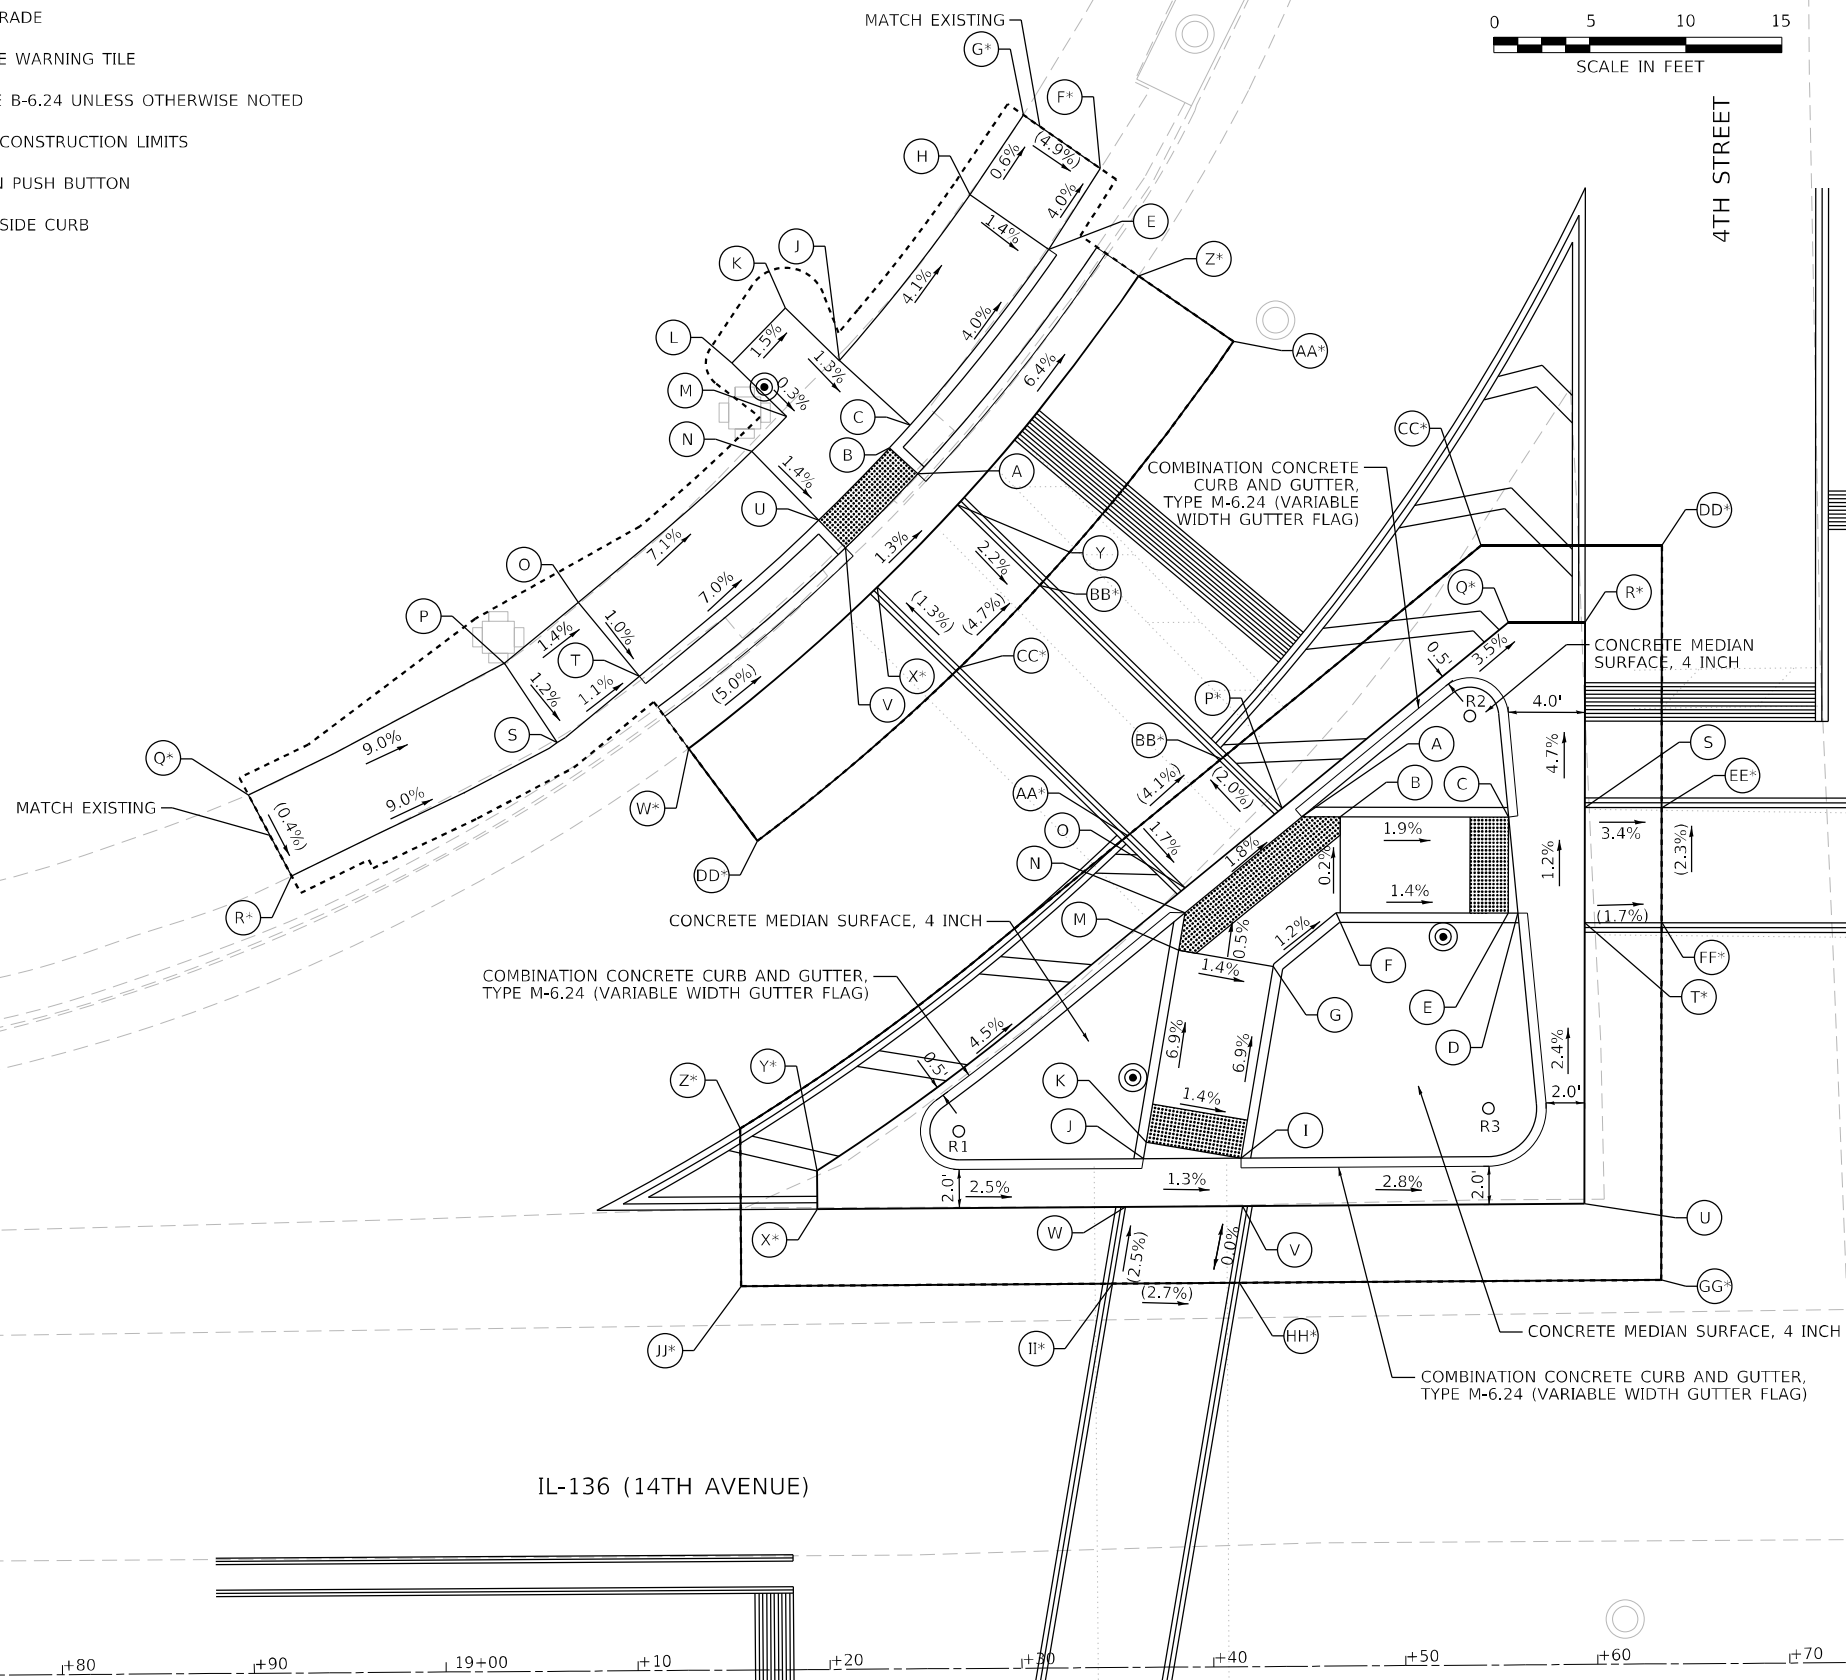 RADE
E WARNING TILE
E B-6.24 UNLESS OTHERWISE NOTED
CONSTRUCTION LIMITS
N PUSH BUTTON
SIDE CURB
MATCH EXISTING
G*
F*
H
(4.9%)
0.6%
4.0%
1.4%
E
Z*
0 5 10 15
SCALE IN FEET
4TH STREET
J
K
4.1%
4.0%
L
1.5%
1.3%
AA*
6.4%
M
0.3%
C
N
B
A
1.4%
U
CC*
COMBINATION CONCRETE
CURB AND GUTTER,
TYPE M-6.24 (VARIABLE
WIDTH GUTTER FLAG)
DD*
7.1%
1.3%
Y
2.2%
O
7.0%
BB*
(1.3%)
(4.7%)
Q*
R*
P
1.4%
1.0%
T
CC*
X*
(5.0%)
0.5'
3.5%
CONCRETE MEDIAN
SURFACE, 4 INCH
1.2%
1.1%
V
P*
R2
4.0'
S
9.0%
Q*
BB*
A
S
4.7%
9.0%
(4.1%)
(2.0%)
B
C
EE*
MATCH EXISTING
(0.4%)
W*
AA*
O
1.7%
1.8%
1.9%
3.4%
(2.3%)
DD*
N
0.2%
1.4%
1.2%
R*
M
(1.7%)
CONCRETE MEDIAN SURFACE, 4 INCH
0.5%
1.2%
F
FF*
COMBINATION CONCRETE CURB AND GUTTER,
TYPE M-6.24 (VARIABLE WIDTH GUTTER FLAG)
1.4%
E
T*
G
4.5%
6.9%
6.9%
D
2.4%
0.5'
Y*
Z*
K
1.4%
2.0'
R1
J
I
R3
2.0'
2.5%
1.3%
2.8%
2.0'
X*
W
(2.5%)
0.0%
V
U
(2.7%)
GG*
JJ*
II*
HH*
CONCRETE MEDIAN SURFACE, 4 INCH
COMBINATION CONCRETE CURB AND GUTTER,
TYPE M-6.24 (VARIABLE WIDTH GUTTER FLAG)
IL-136 (14TH AVENUE)
+80 +90 19+00 +10 +20 +30 +40 +50 +60 +70